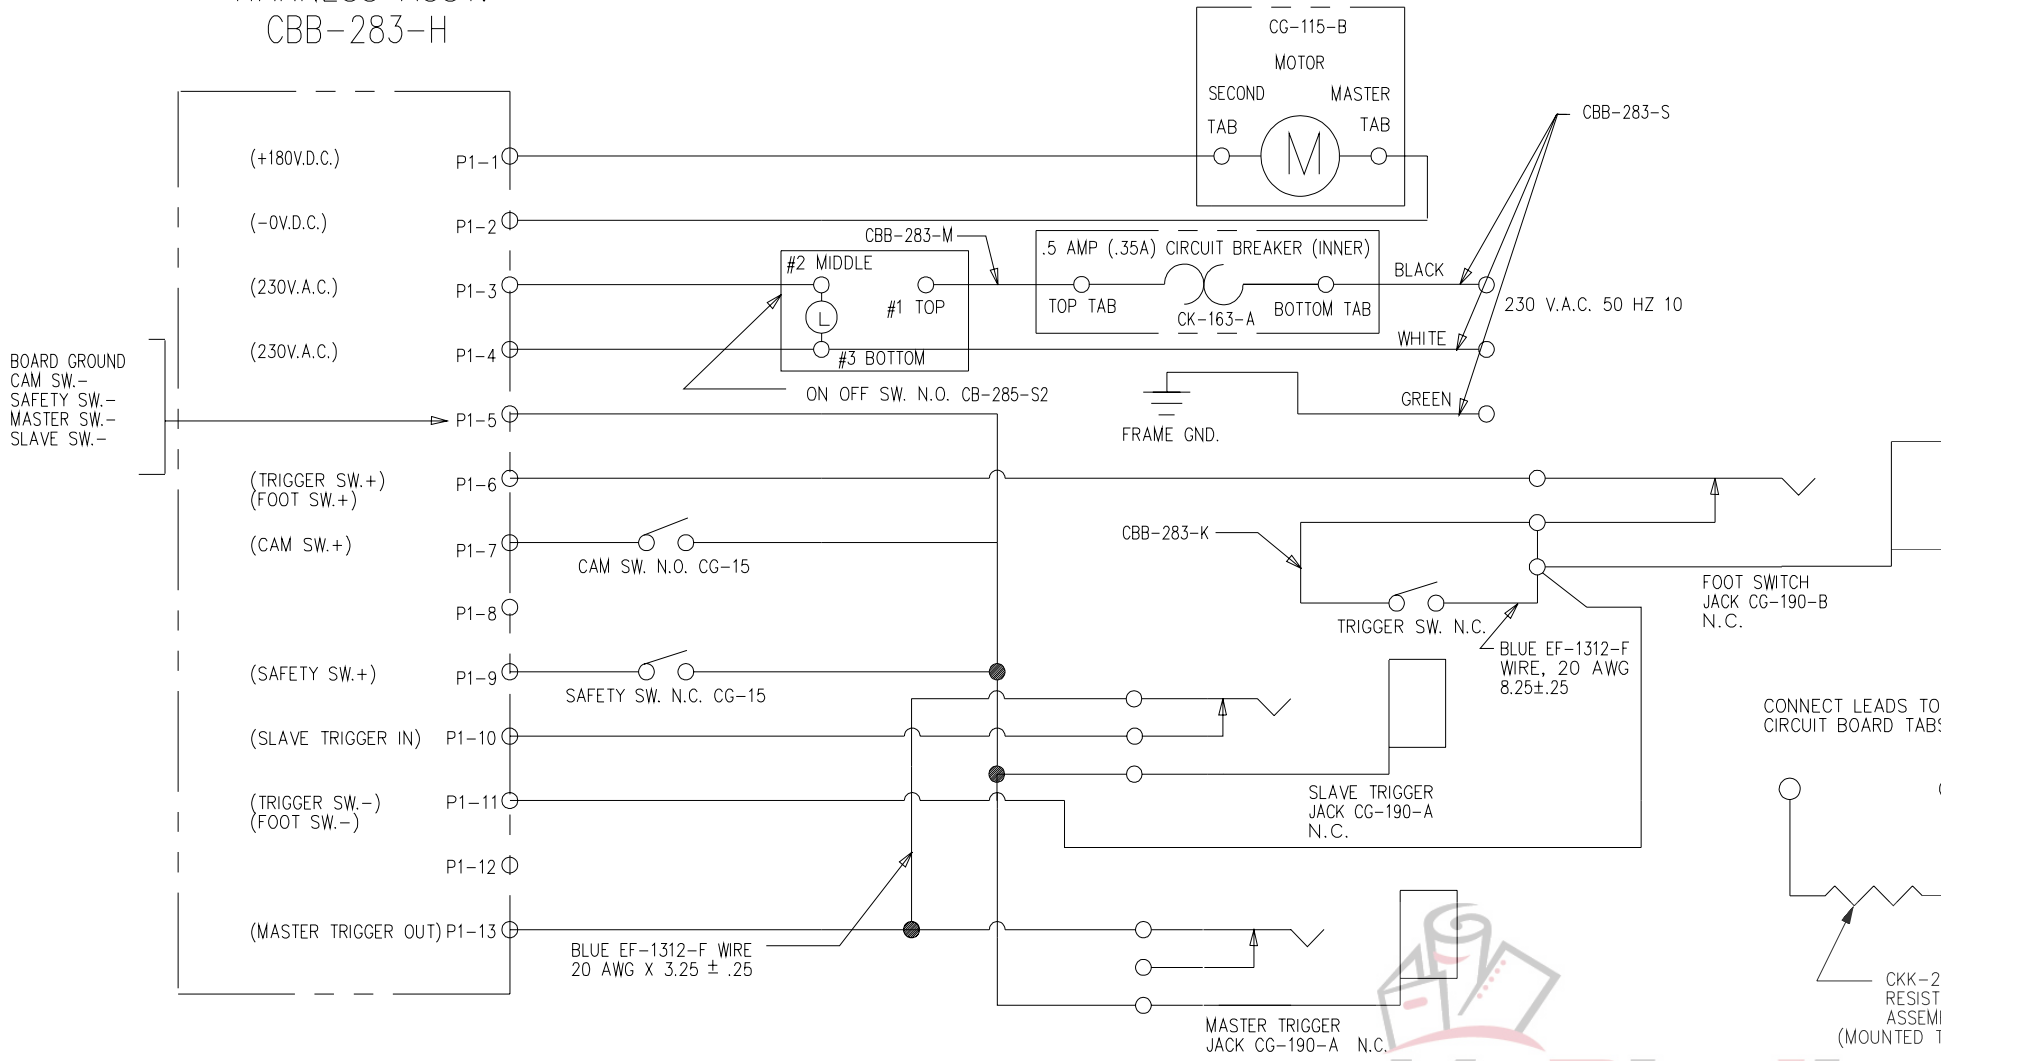 CBB-283-H
CG-115-B
MOTOR
SECOND TAB
MASTER TAB
M
CBB-283-S
(+180V.D.C.) P1-1
(-0V.D.C.) P1-2
CBB-283-M
.5 AMP (.35A) CIRCUIT BREAKER (INNER)
#2 MIDDLE
(230V.A.C.) P1-3
#1 TOP
TOP TAB
CK-163-A
BOTTOM TAB
BLACK
230 V.A.C. 50 HZ 10
L
(230V.A.C.) P1-4
#3 BOTTOM
WHITE
ON OFF SW. N.O. CB-285-S2
BOARD GROUND
CAM SW.-
SAFETY SW.-
MASTER SW.-
SLAVE SW.-
P1-5
GREEN
FRAME GND.
(TRIGGER SW.+)
(FOOT SW.+)
P1-6
(CAM SW.+) P1-7
CAM SW. N.O. CG-15
CBB-283-K
FOOT SWITCH
JACK CG-190-B
N.C.
P1-8
TRIGGER SW. N.C.
BLUE EF-1312-F
WIRE, 20 AWG
8.25±.25
(SAFETY SW.+) P1-9
SAFETY SW. N.C. CG-15
CONNECT LEADS TO
CIRCUIT BOARD TABS
(SLAVE TRIGGER IN) P1-10
SLAVE TRIGGER
JACK CG-190-A
N.C.
(TRIGGER SW.-)
(FOOT SW.-)
P1-11
P1-12
(MASTER TRIGGER OUT) P1-13
BLUE EF-1312-F WIRE
20 AWG X 3.25 ± .25
MASTER TRIGGER
JACK CG-190-A N.C.
CKK-2
RESIST
ASSEM
(MOUNTED T